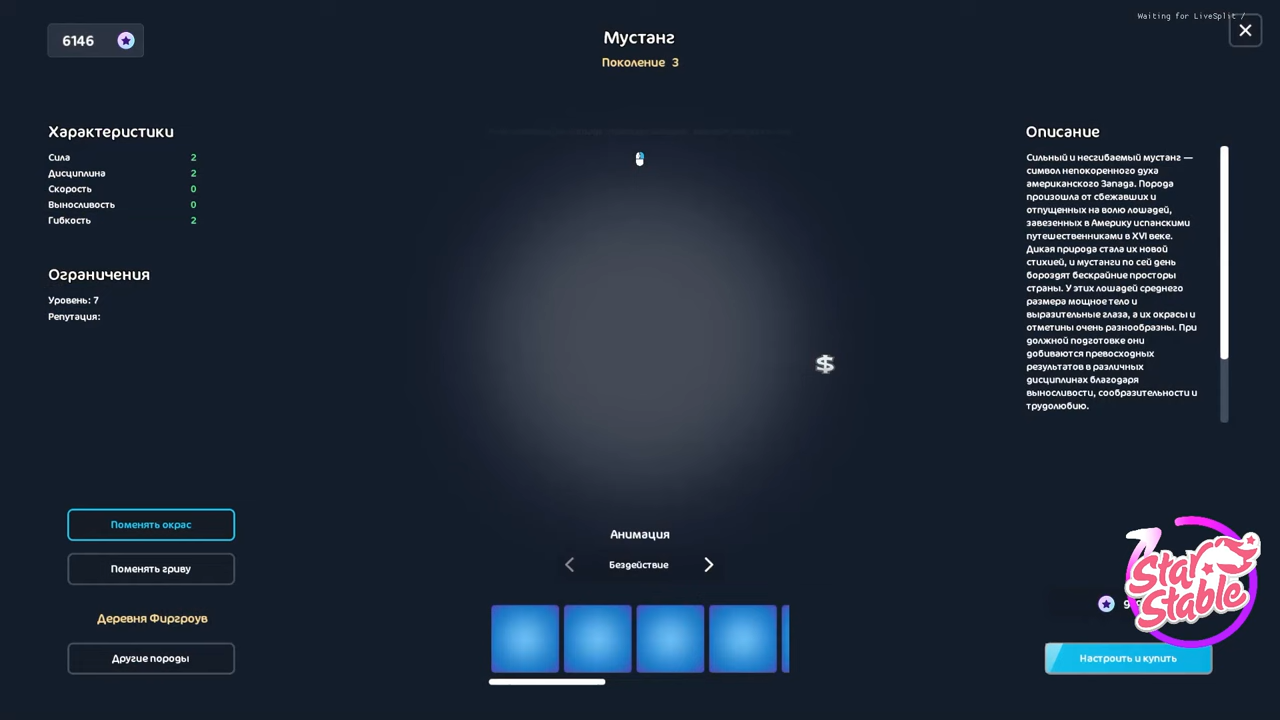 Waiting for LiveSplit /
6146
Мустанг
Поколение 3
Характеристики
Сила 2
Дисциплина 2
Скорость 0
Выносливость 0
Гибкость 2
Ограничения
Уровень: 7
Репутация:
Описание
Сильный и несгибаемый мустанг —
символ непокоренного духа
американского Запада. Порода
произошла от сбежавших и
отпущенных на волю лошадей,
завезенных в Америку испанскими
путешественниками в XVI веке.
Дикая природа стала их новой
стихией, и мустанги по сей день
бороздят бескрайние просторы
страны. У этих лошадей среднего
размера мощное тело и
выразительные глаза, а их окрасы и
отметины очень разнообразны. При
должной подготовке они
добиваются превосходных
результатов в различных
дисциплинах благодаря
выносливости, сообразительности и
трудолюбию.
$
Поменять окрас
Поменять гриву
Деревня Фиргроув
Другие породы
Анимация
Бездействие
Star
Stable
Настроить и купить